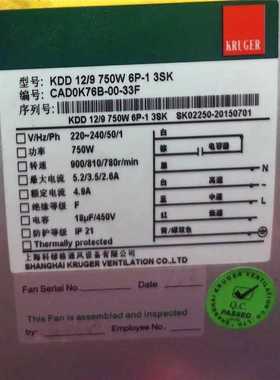 KRUGER
型号: KDD 12/9 750W 6P-1 3SK
编号: CAD0K76B-00-33F
序列号:
KDD 12/9 750W 6P-1 3SK SK02250-20150701
V/Hz/Ph 220~240/50/1
功率 750W
转速 900/810/780r/min
最大电流 5.2/3.5/2.6A
额定电流 4.9A
绝缘等级 F
电容 18μF/450V
防护等级 IP 21
Thermally protected
白
电容器
白
N
高速
中速
低速
L
上海科禄格通风设备有限公司
SHANGHAI KRUGER VENTILATION CO.,LTD
Fan Serial No. Date
This Fan is assembled and inspected
by
Employee No.
SHANGHAI KRUGER
Q.C
PASSED
VENTILATION